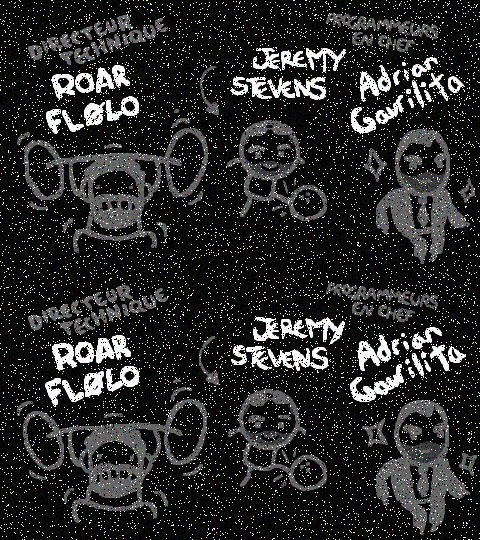 DIRECTEUR
TECHNIQUE
ROAR
FLØLO
JEREMY
STEVENS
PROGRAMMEURS
EN CHEF
Adrian
Gavrilita
DIRECTEUR
TECHNIQUE
ROAR
FLØLO
JEREMY
STEVENS
PROGRAMMEURS
EN CHEF
Adrian
Gavrilita